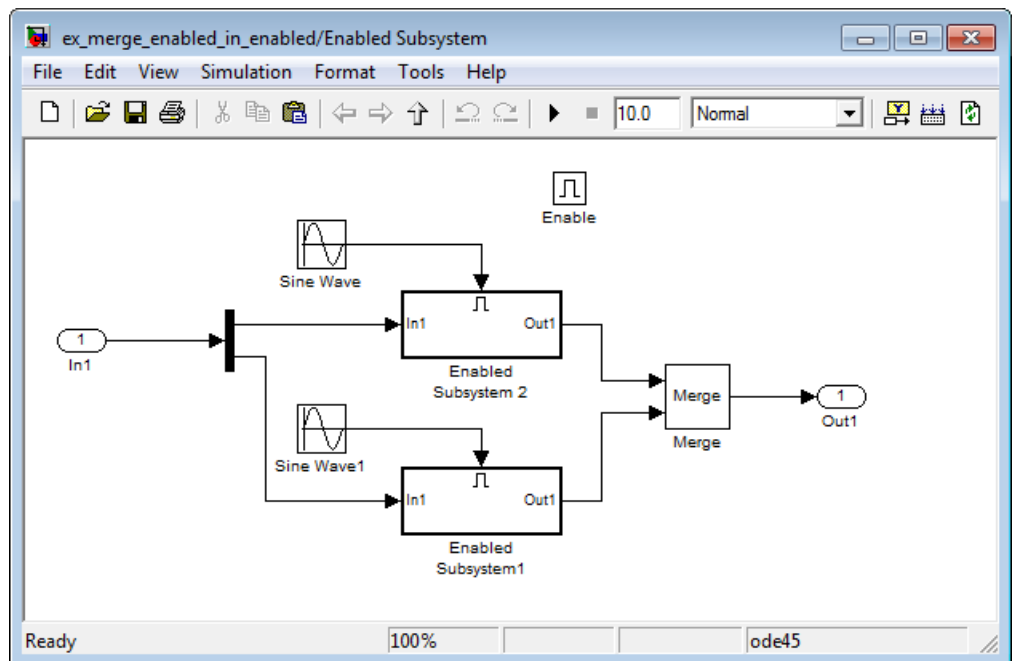 ex_merge_enabled_in_enabled/Enabled Subsystem
File Edit View Simulation Format Tools Help
10.0 Normal
Enable
Sine Wave
In1 Out1
Enabled
Subsystem 2
1
In1
Merge
Merge
1
Out1
Sine Wave1
In1 Out1
Enabled
Subsystem1
Ready 100% ode45